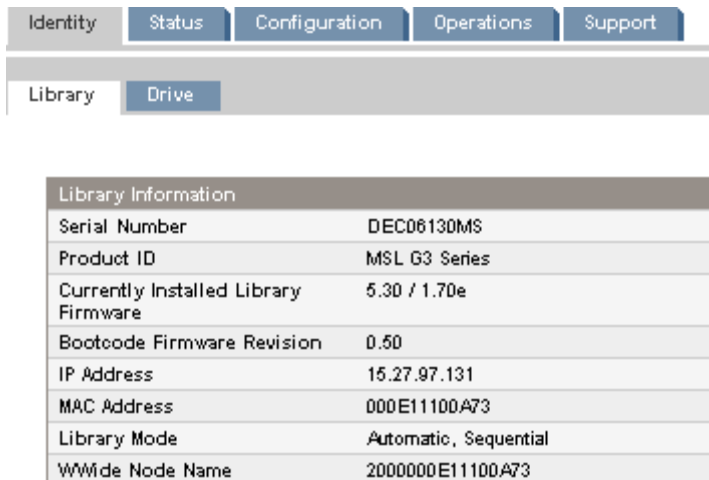 Identity Status Configuration Operations Support
Library Drive
Library Information
Serial Number DEC06130MS
Product ID MSL G3 Series
Currently Installed Library 5.30 / 1.70e
Firmware
Bootcode Firmware Revision 0.50
IP Address 15.27.97.131
MAC Address 000E11100A73
Library Mode Automatic, Sequential
WWide Node Name 2000000E11100A73